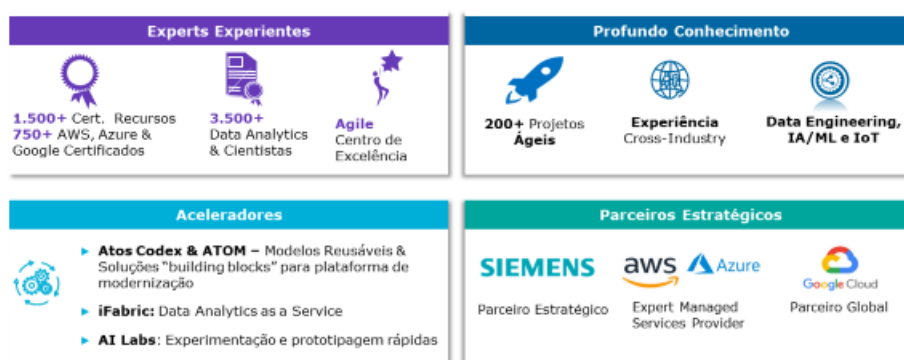 Experts Experientes
1.500+ Cert. Recursos
750+ AWS, Azure &
Google Certificados
3.500+
Data Analytics
& Cientistas
Agile
Centro de
Excelência
Profundo Conhecimento
200+ Projetos
Ágeis
Experiência
Cross-Industry
Data Engineering,
IA/ML e IoT
Aceleradores
Atos Codex & ATOM – Modelos Reusáveis &
Soluções “building blocks” para plataforma de
modernização
iFabric: Data Analytics as a Service
AI Labs: Experimentação e prototipagem rápidas
Parceiros Estratégicos
SIEMENS
Parceiro Estratégico
aws Azure
Expert Managed
Services Provider
Google Cloud
Parceiro Global